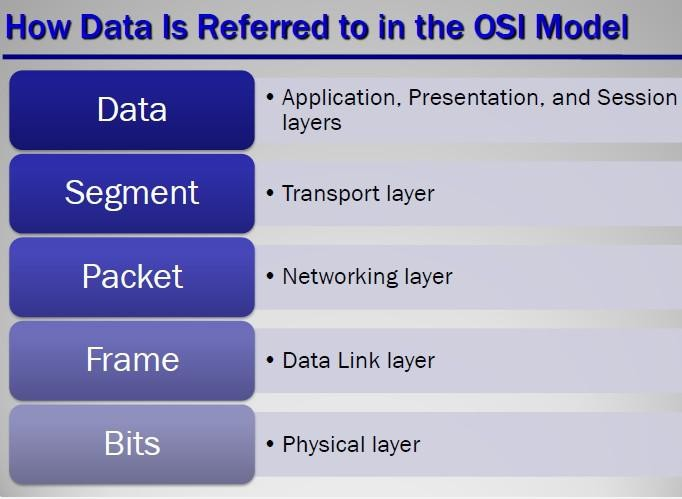 How Data Is Referred to in the OSI Model
Data
• Application, Presentation, and Session
layers
Segment
• Transport layer
Packet
• Networking layer
Frame
• Data Link layer
Bits
• Physical layer